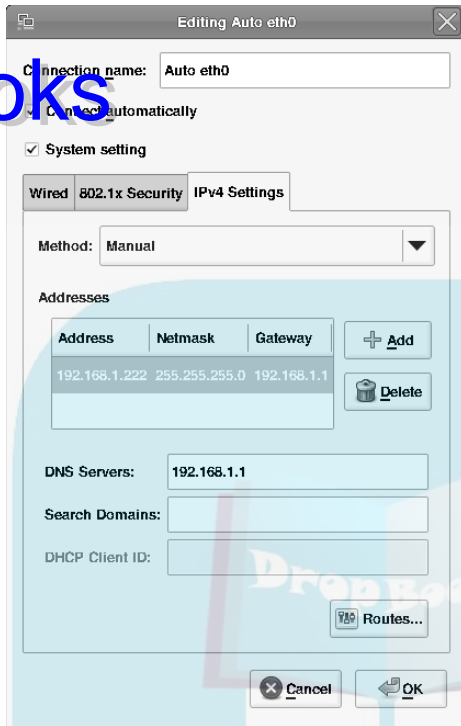 Editing Auto eth0
Connection name: Auto eth0
oks
Connect automatically
System setting
Wired 802.1x Security IPv4 Settings
Method: Manual
Addresses
Address Netmask Gateway
Add
192.168.1.222 255.255.255.0 192.168.1.1
Delete
DNS Servers: 192.168.1.1
Search Domains:
DHCP Client ID:
DropBoo
Routes...
Cancel OK